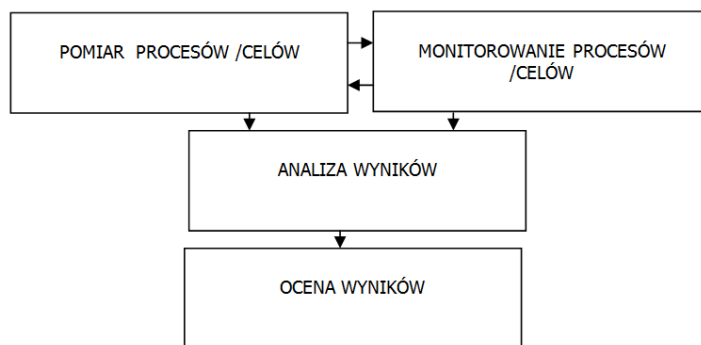 POMIAR PROCESÓW /CELÓW
MONITOROWANIE PROCESÓW
/CELÓW
ANALIZA WYNIKÓW
OCENA WYNIKÓW